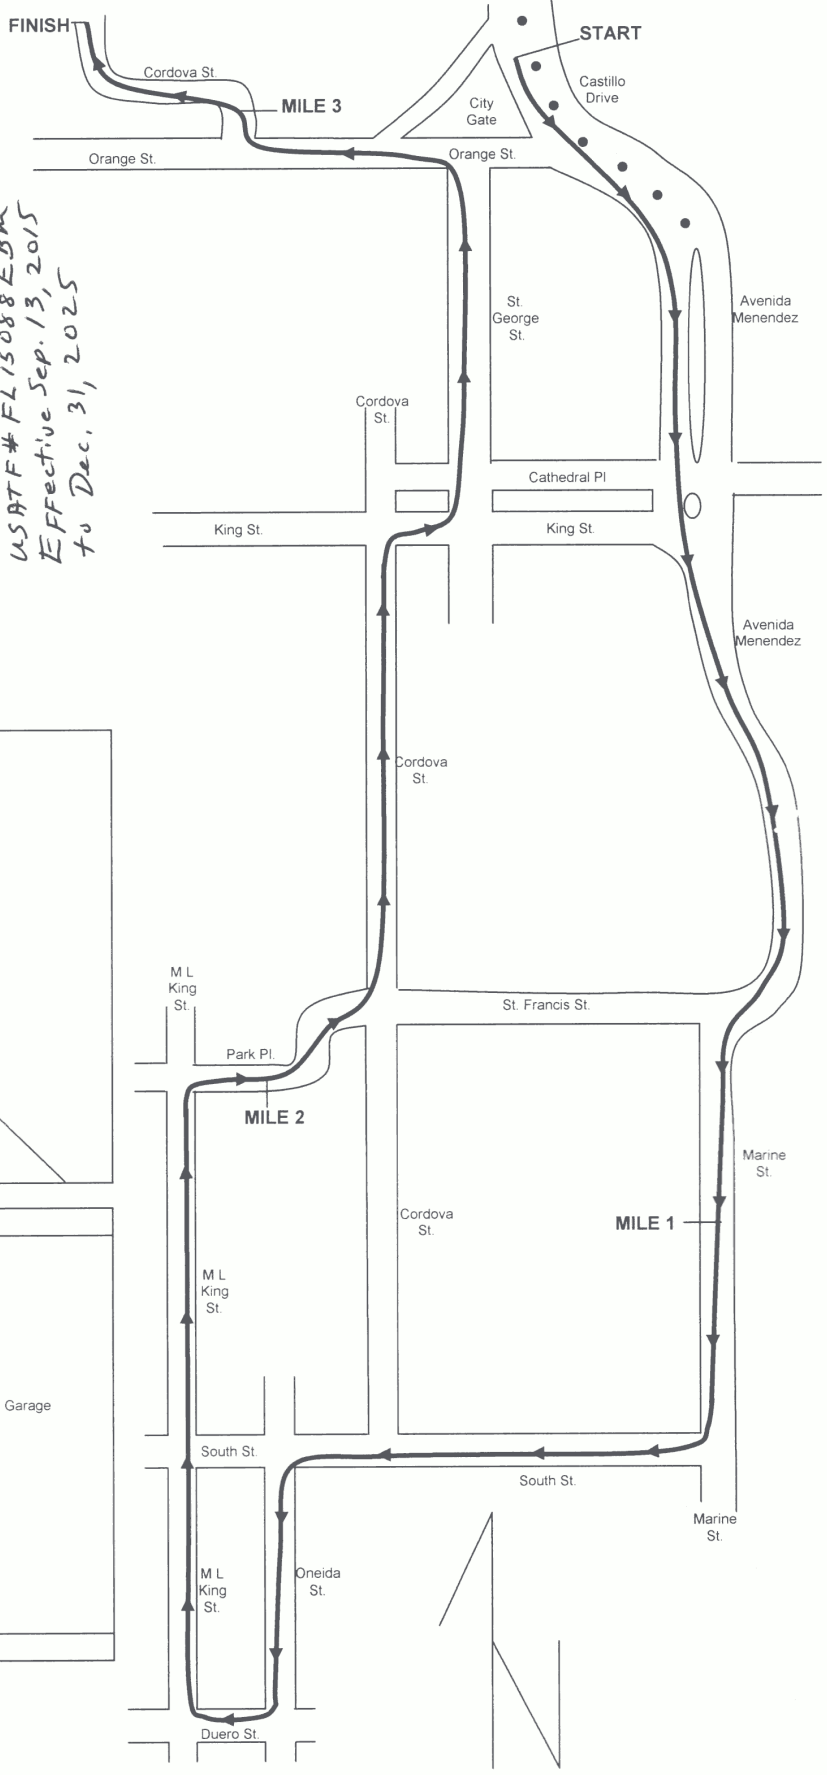 FINISH
START
Cordova St.
MILE 3
Castillo
Drive
City
Gate
Orange St.
Orange St.
USATF # FL15088EBM
Effective Sep. 13, 2015
to Dec. 31, 2025
St.
George
St.
Avenida
Menendez
Cordova
St.
Cathedral Pl
King St.
King St.
Avenida
Menendez
Cordova
St.
M L
King
St.
St. Francis St.
Park Pl.
MILE 2
Marine
St.
Cordova
St.
MILE 1
M L
King
St.
Garage
South St.
South St.
Marine
St.
M L
King
St.
Oneida
St.
Duero St.
N